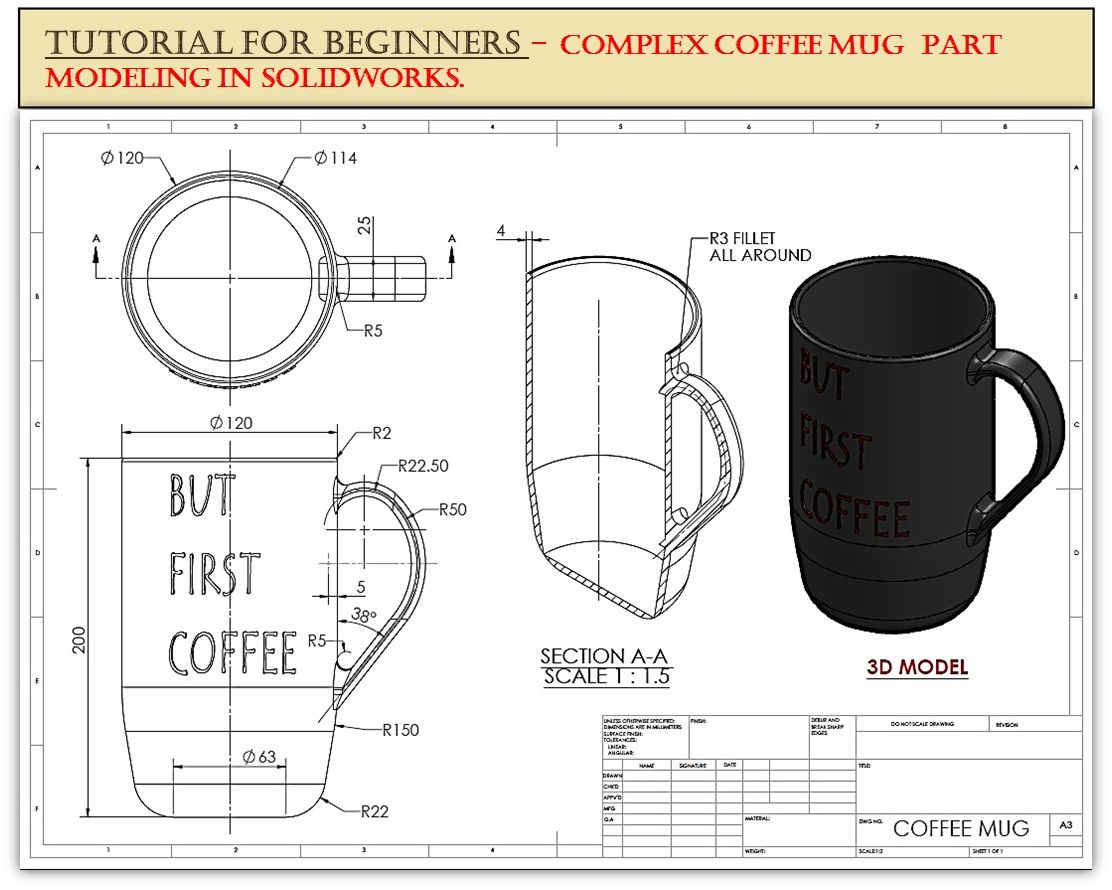 TUTORIAL FOR BEGINNERS – COMPLEX COFFEE MUG PART
MODELING IN SOLIDWORKS.
1 2 3 4 5 6 7 8
A
B
C
D
E
F
A
B
C
D
∅120
∅114
25
A
A
R5
∅120
R2
R22.50
R50
BUT
FIRST
COFFEE
5
38°
R5
200
R150
∅63
R22
4
R3 FILLET
ALL AROUND
SECTION A-A
SCALE 1 : 1.5
BUT
FIRST
COFFEE
3D MODEL
UNLESS OTHERWISE SPECIFIED:
DIMENSIONS ARE IN MILLIMETERS
SURFACE FINISH:
TOLERANCES:
LINEAR:
ANGULAR:
FINISH:
DEBUR AND
BREAK SHARP
EDGES
DO NOT SCALE DRAWING
REVISION
NAME
SIGNATURE
DATE
TITLE:
DRAWN
CHK'D
APPV'D
MFG
Q.A
MATERIAL:
DWG NO.
COFFEE MUG
A3
WEIGHT:
SCALE:1:2
SHEET 1 OF 1
1 2 3 4